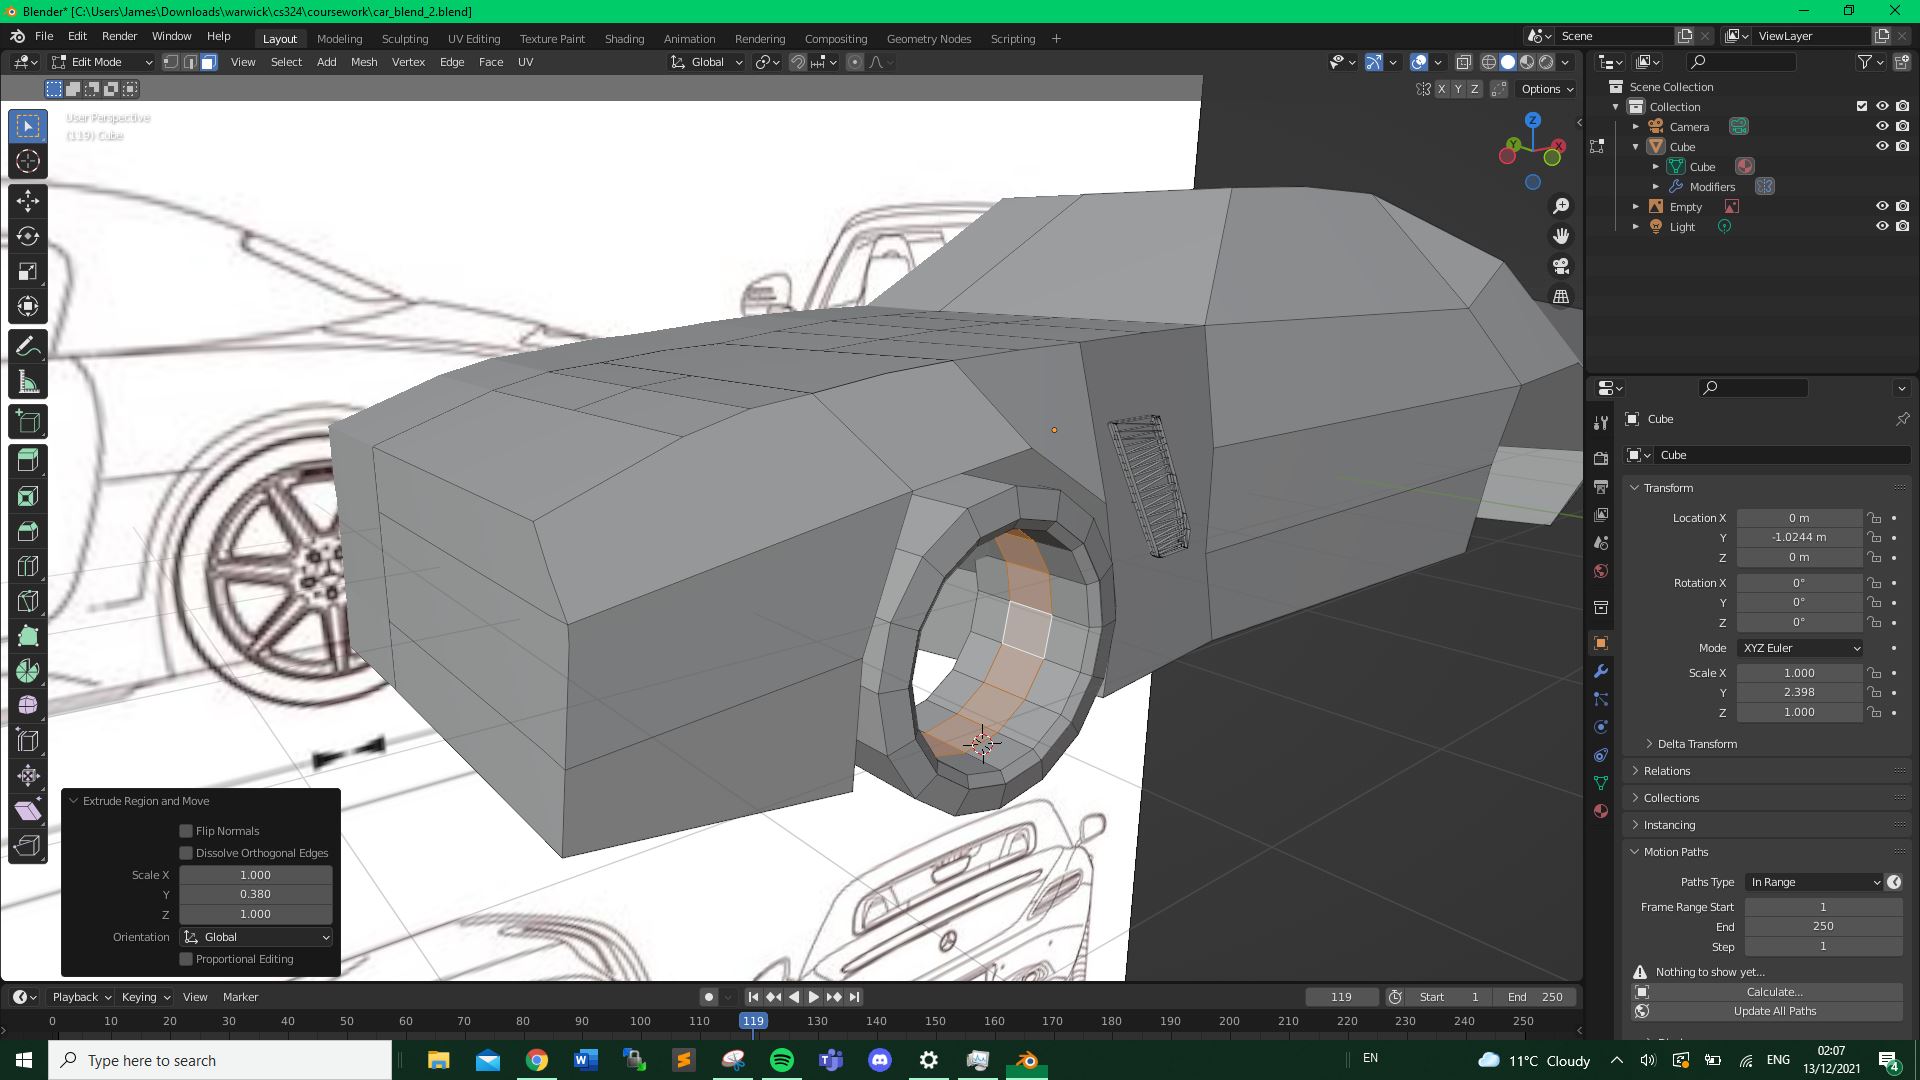 Blender* [C:\Users\James\Downloads\warwick\cs324\coursework\car_blend_2.blend]
File Edit Render Window Help Layout Modeling Sculpting UV Editing Texture Paint Shading Animation Rendering Compositing Geometry Nodes Scripting + Scene ViewLayer
Edit Mode View Select Add Mesh Vertex Edge Face UV Global
X Y Z Options
User Perspective
(119) Cube
Z
Y X
Scene Collection
Collection
Camera
Cube
Cube
Modifiers
Empty
Light
Cube
Cube
Transform
Location X 0 m
Y -1.0244 m
Z 0 m
Rotation X 0°
Y 0°
Z 0°
Mode XYZ Euler
Scale X 1.000
Y 2.398
Z 1.000
Delta Transform
Relations
Collections
Instancing
Motion Paths
Paths Type In Range
Frame Range Start 1
End 250
Step 1
Nothing to show yet...
Calculate...
Update All Paths
Extrude Region and Move
Flip Normals
Dissolve Orthogonal Edges
Scale X 1.000
Y 0.380
Z 1.000
Orientation Global
Proportional Editing
Playback Keying View Marker 119 Start 1 End 250
0 10 20 30 40 50 60 70 80 90 100 110 119 130 140 150 160 170 180 190 200 210 220 230 240 250
Type here to search EN 11°C Cloudy ENG 02:07
13/12/2021
4